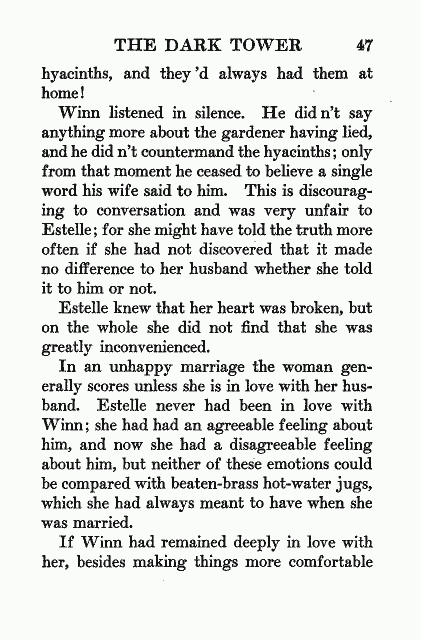 THE DARK TOWER 47
hyacinths, and they 'd always had them at
home!
Winn listened in silence. He did n't say
anything more about the gardener having lied,
and he did n't countermand the hyacinths; only
from that moment he ceased to believe a single
word his wife said to him. This is discourag-
ing to conversation and was very unfair to
Estelle; for she might have told the truth more
often if she had not discovered that it made
no difference to her husband whether she told
it to him or not.
Estelle knew that her heart was broken, but
on the whole she did not find that she was
greatly inconvenienced.
In an unhappy marriage the woman gen-
erally scores unless she is in love with her hus-
band. Estelle never had been in love with
Winn; she had had an agreeable feeling about
him, and now she had a disagreeable feeling
about him, but neither of these emotions could
be compared with beaten-brass hot-water jugs,
which she had always meant to have when she
was married.
If Winn had remained deeply in love with
her, besides making things more comfortable